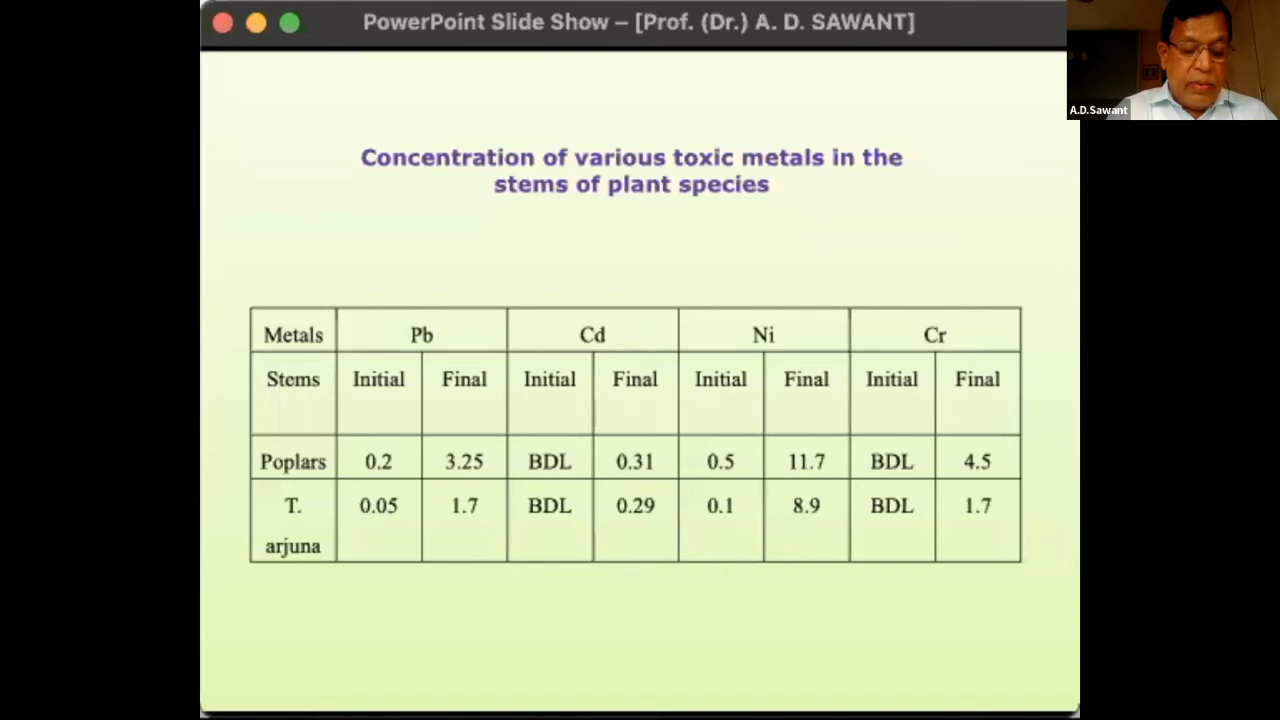 PowerPoint Slide Show – [Prof. (Dr.) A. D. SAWANT]
A.D.Sawant
Concentration of various toxic metals in the
stems of plant species
Metals Pb Cd Ni Cr
Stems Initial Final Initial Final Initial Final Initial Final
Poplars 0.2 3.25 BDL 0.31 0.5 11.7 BDL 4.5
T. 0.05 1.7 BDL 0.29 0.1 8.9 BDL 1.7
arjuna